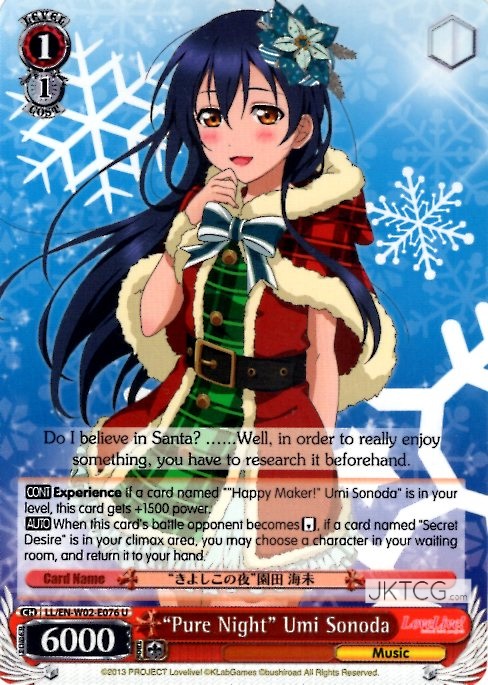 LEVEL
1
1
COST
Do I believe in Santa? ......Well, in order to really enjoy
something, you have to research it beforehand.
CONT Experience if a card named ""Happy Maker!" Umi Sonoda" is in your
level, this card gets +1500 power.
AUTO When this card's battle opponent becomes , if a card named "Secret
Desire" is in your climax area, you may choose a character in your waiting
room, and return it to your hand.
Card Name
"きよしこの夜"園田 海未
JKTCG.com
CH LL/EN-W02-E076 U
POWER
6000
SOUL
"Pure Night" Umi Sonoda
LoveLive!
Music
©2013 PROJECT Lovelive! ©KLabGames ©bushiroad All Rights Reserved.